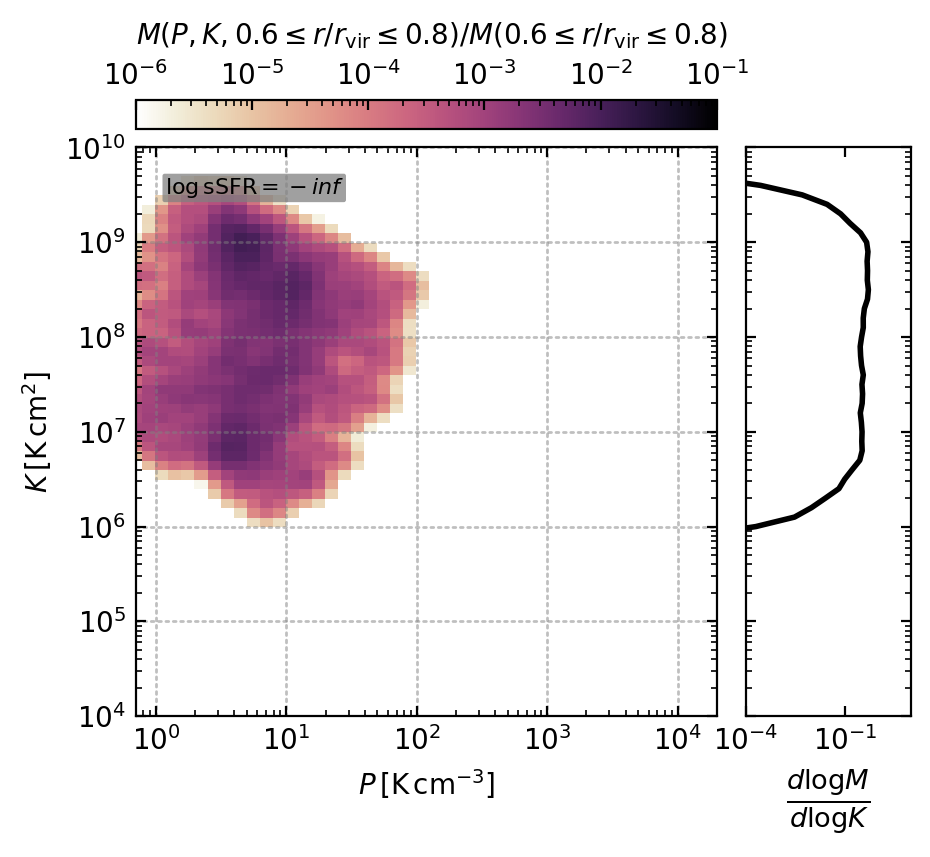 M(P, K, 0.6 ≤ r/r_vir ≤ 0.8)/M(0.6 ≤ r/r_vir ≤ 0.8)
10^−6 10^−5 10^−4 10^−3 10^−2 10^−1
10^10
log sSFR = −inf
10^9
10^8
10^7
10^6
10^5
10^4
K [K cm^2]
10^0 10^1 10^2 10^3 10^4
P [K cm^−3]
10^−4 10^−1
dlogM
dlogK